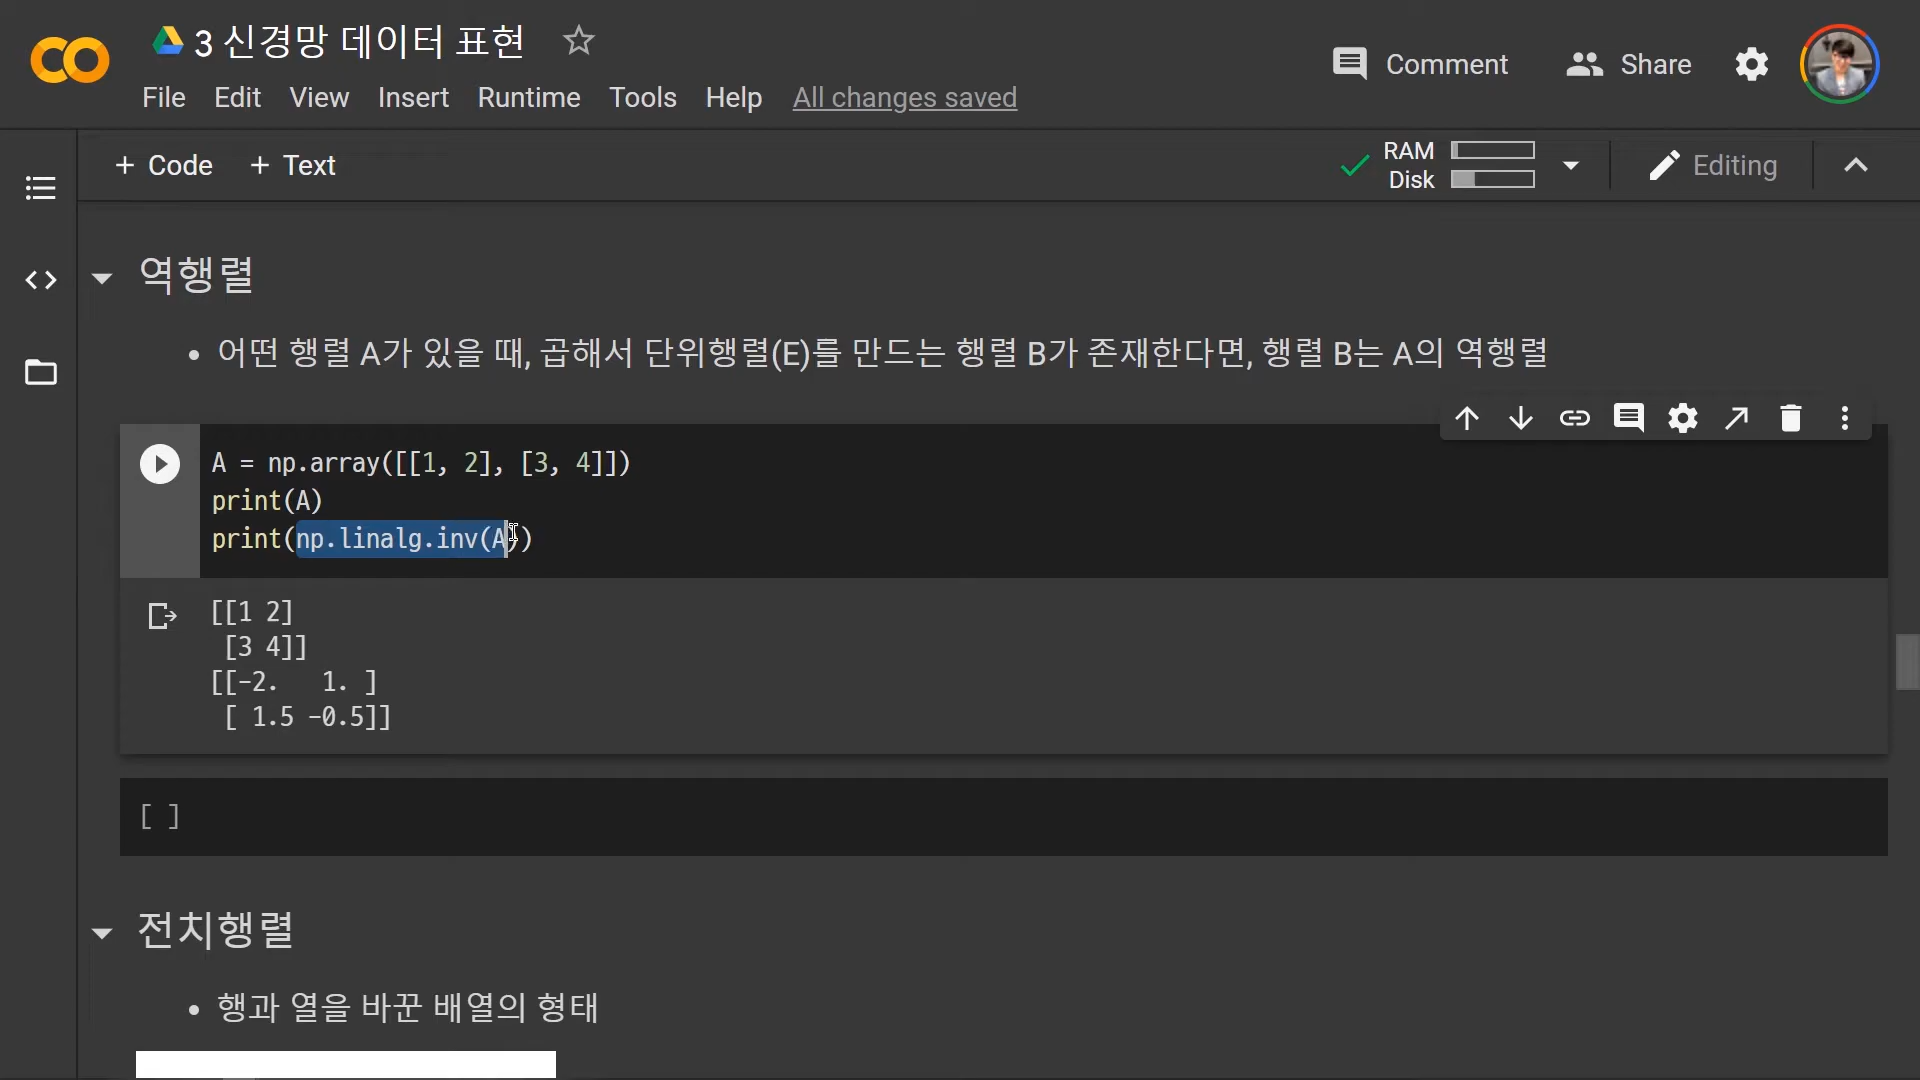 3 신경망 데이터 표현
Comment
Share
File Edit View Insert Runtime Tools Help All changes saved
+ Code + Text
RAM
Disk
Editing
역행렬
• 어떤 행렬 A가 있을 때, 곱해서 단위행렬(E)를 만드는 행렬 B가 존재한다면, 행렬 B는 A의 역행렬
A = np.array([[1, 2], [3, 4]])
print(A)
print(np.linalg.inv(A))
[[1 2]
 [3 4]]
[[-2.   1. ]
 [ 1.5 -0.5]]
[ ]
전치행렬
• 행과 열을 바꾼 배열의 형태